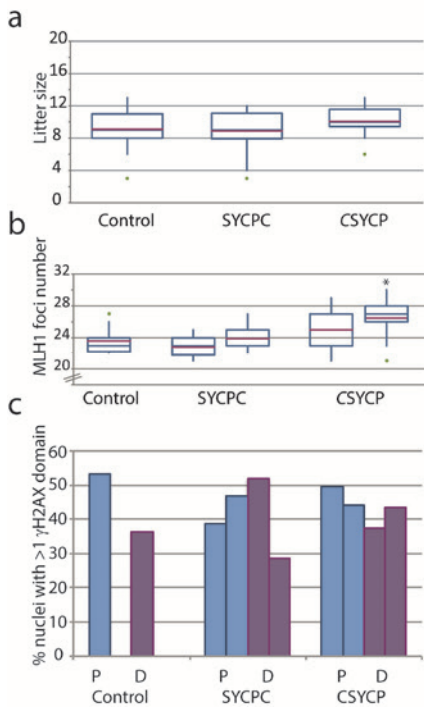 a
Litter size
20
16
12
8
4
0
Control SYCPC CSYCP
b
MLH1 foci number
32
28
24
20
*
Control SYCPC CSYCP
c
% nuclei with >1 γH2AX domain
60
50
40
30
20
10
0
P D P D P D
Control SYCPC CSYCP